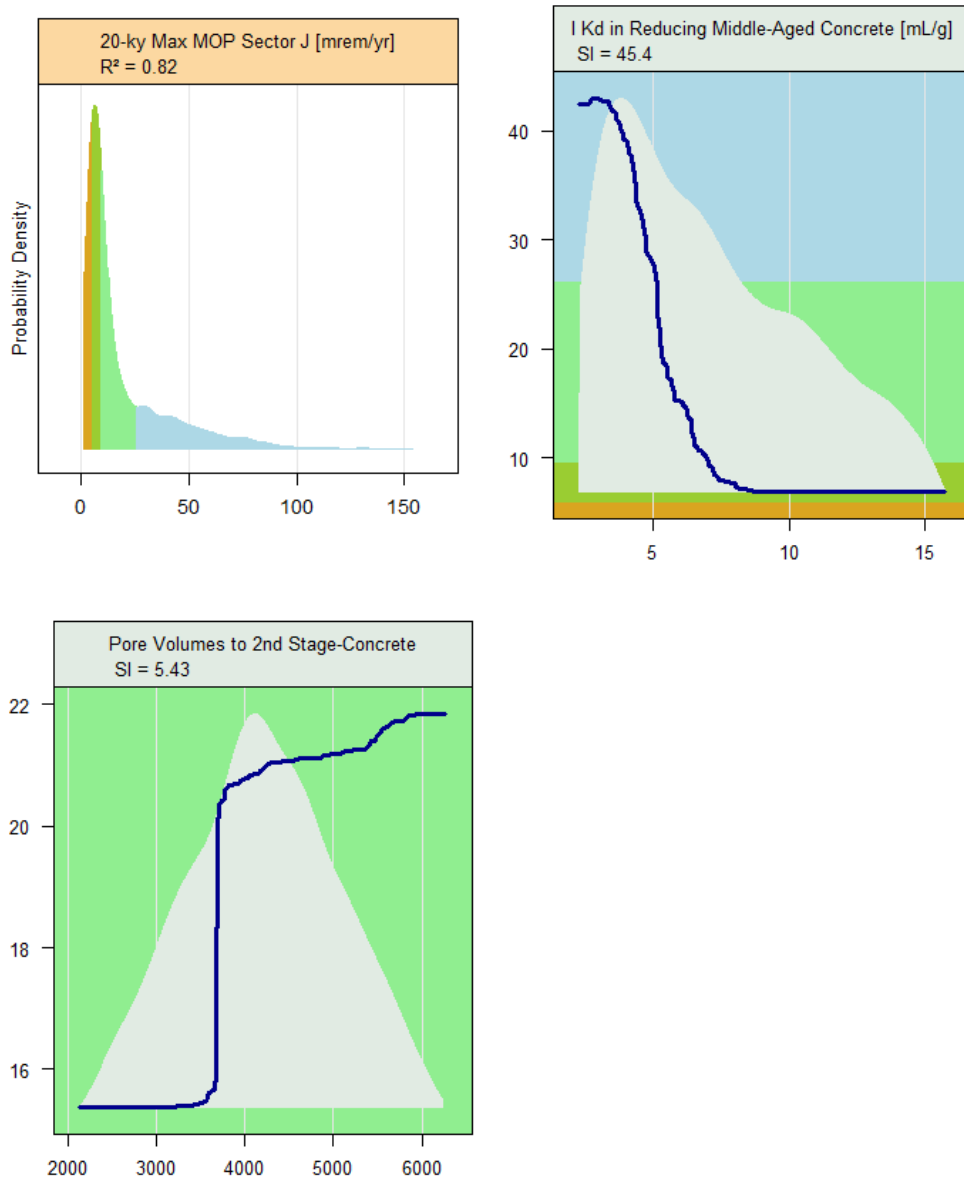 20-ky Max MOP Sector J [mrem/yr]
R² = 0.82
Probability Density
0 50 100 150
I Kd in Reducing Middle-Aged Concrete [mL/g]
SI = 45.4
40
30
20
10
5 10 15
Pore Volumes to 2nd Stage-Concrete
SI = 5.43
22
20
18
16
2000 3000 4000 5000 6000